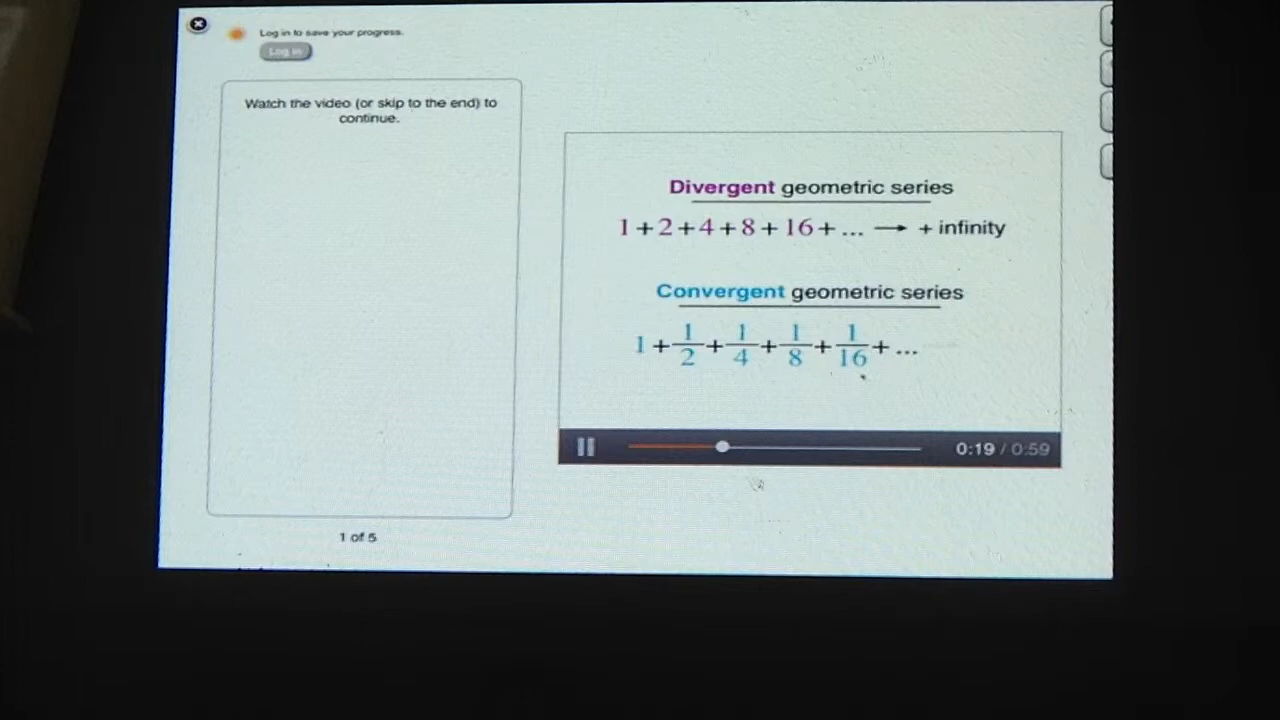 Log in to save your progress.
Log in
Watch the video (or skip to the end) to
continue.
1 of 5
Divergent geometric series
1+2+4+8+16+... → + infinity
Convergent geometric series
1+1/2+1/4+1/8+1/16+...
0:19 / 0:59